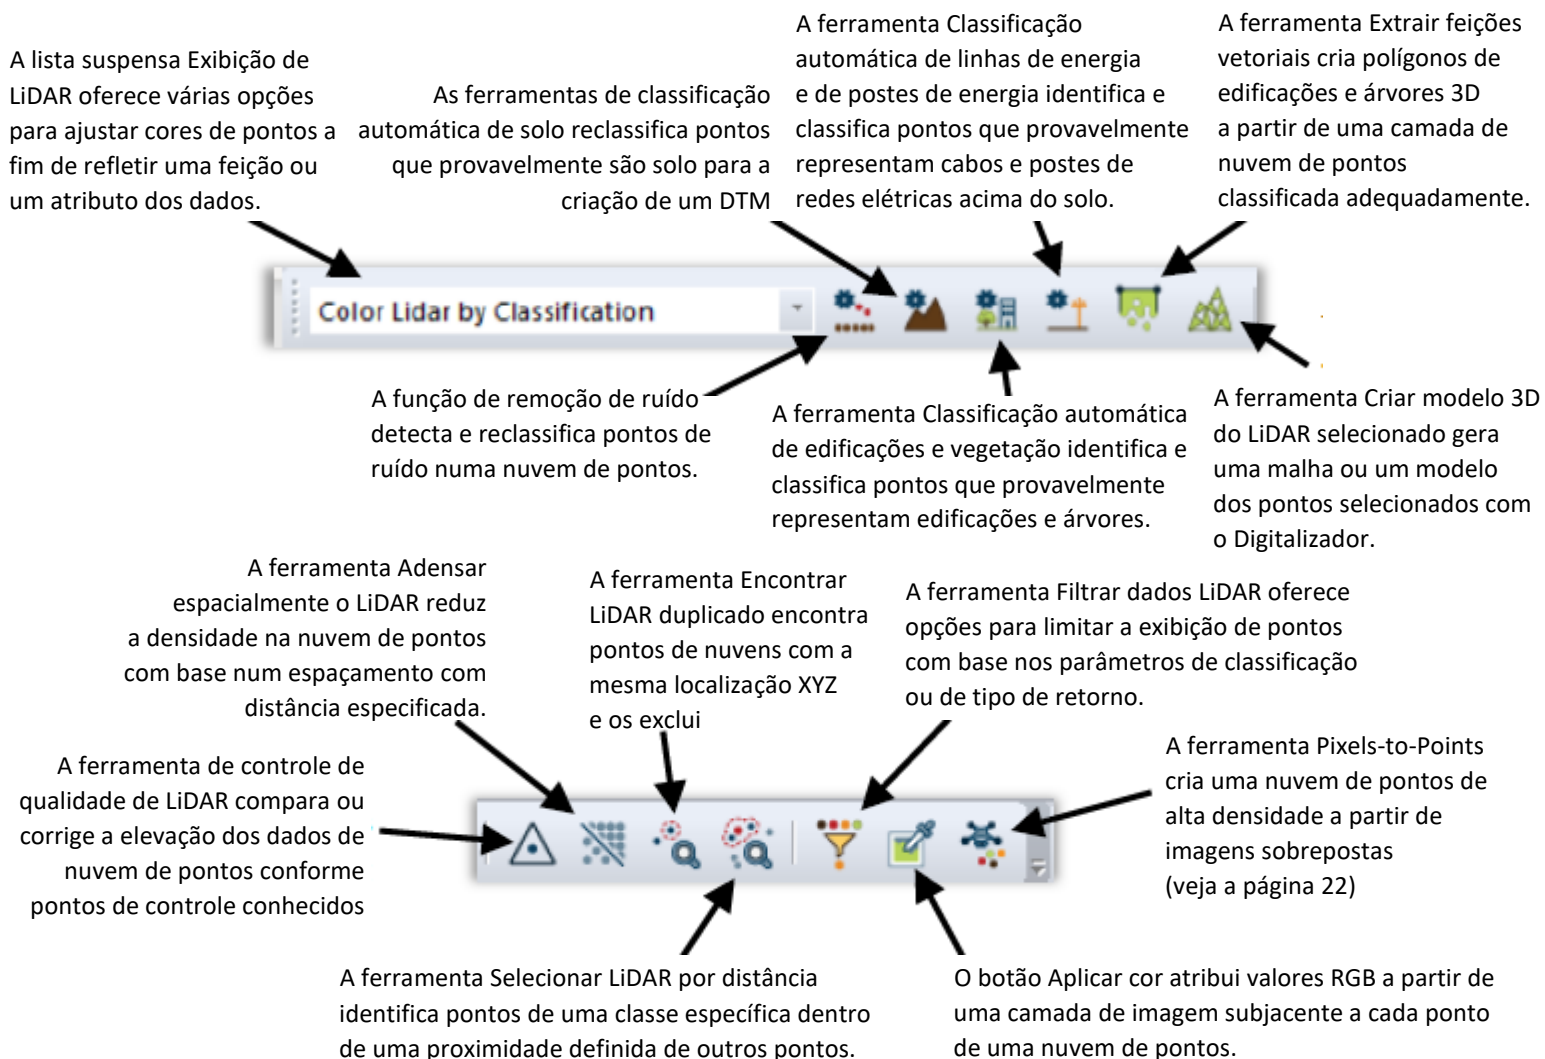 A lista suspensa Exibição de
LiDAR oferece várias opções
para ajustar cores de pontos a
fim de refletir uma feição ou
um atributo dos dados.
As ferramentas de classificação
automática de solo reclassifica pontos
que provavelmente são solo para a
criação de um DTM
A ferramenta Classificação
automática de linhas de energia
e de postes de energia identifica e
classifica pontos que provavelmente
representam cabos e postes de
redes elétricas acima do solo.
A ferramenta Extrair feições
vetoriais cria polígonos de
edificações e árvores 3D
a partir de uma camada de
nuvem de pontos
classificada adequadamente.
Color Lidar by Classification
A função de remoção de ruído
detecta e reclassifica pontos de
ruído numa nuvem de pontos.
A ferramenta Classificação automática
de edificações e vegetação identifica e
classifica pontos que provavelmente
representam edificações e árvores.
A ferramenta Criar modelo 3D
do LiDAR selecionado gera
uma malha ou um modelo
dos pontos selecionados com
o Digitalizador.
A ferramenta Adensar
espacialmente o LiDAR reduz
a densidade na nuvem de pontos
com base num espaçamento com
distância especificada.
A ferramenta Encontrar
LiDAR duplicado encontra
pontos de nuvens com a
mesma localização XYZ
e os exclui
A ferramenta Filtrar dados LiDAR oferece
opções para limitar a exibição de pontos
com base nos parâmetros de classificação
ou de tipo de retorno.
A ferramenta de controle de
qualidade de LiDAR compara ou
corrige a elevação dos dados de
nuvem de pontos conforme
pontos de controle conhecidos
A ferramenta Pixels-to-Points
cria uma nuvem de pontos de
alta densidade a partir de
imagens sobrepostas
(veja a página 22)
A ferramenta Selecionar LiDAR por distância
identifica pontos de uma classe específica dentro
de uma proximidade definida de outros pontos.
O botão Aplicar cor atribui valores RGB a partir de
uma camada de imagem subjacente a cada ponto
de uma nuvem de pontos.